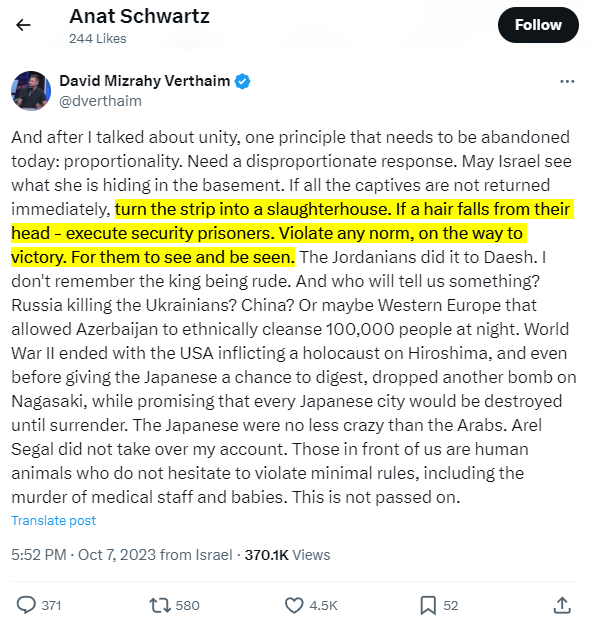 Anat Schwartz
244 Likes
Follow
David Mizrahy Verthaim
@dverthaim
And after I talked about unity, one principle that needs to be abandoned
today: proportionality. Need a disproportionate response. May Israel see
what she is hiding in the basement. If all the captives are not returned
immediately, turn the strip into a slaughterhouse. If a hair falls from their
head – execute security prisoners. Violate any norm, on the way to
victory. For them to see and be seen. The Jordanians did it to Daesh. I
don't remember the king being rude. And who will tell us something?
Russia killing the Ukrainians? China? Or maybe Western Europe that
allowed Azerbaijan to ethnically cleanse 100,000 people at night. World
War II ended with the USA inflicting a holocaust on Hiroshima, and even
before giving the Japanese a chance to digest, dropped another bomb on
Nagasaki, while promising that every Japanese city would be destroyed
until surrender. The Japanese were no less crazy than the Arabs. Arel
Segal did not take over my account. Those in front of us are human
animals who do not hesitate to violate minimal rules, including the
murder of medical staff and babies. This is not passed on.
Translate post
5:52 PM · Oct 7, 2023 from Israel · 370.1K Views
371 580 4.5K 52